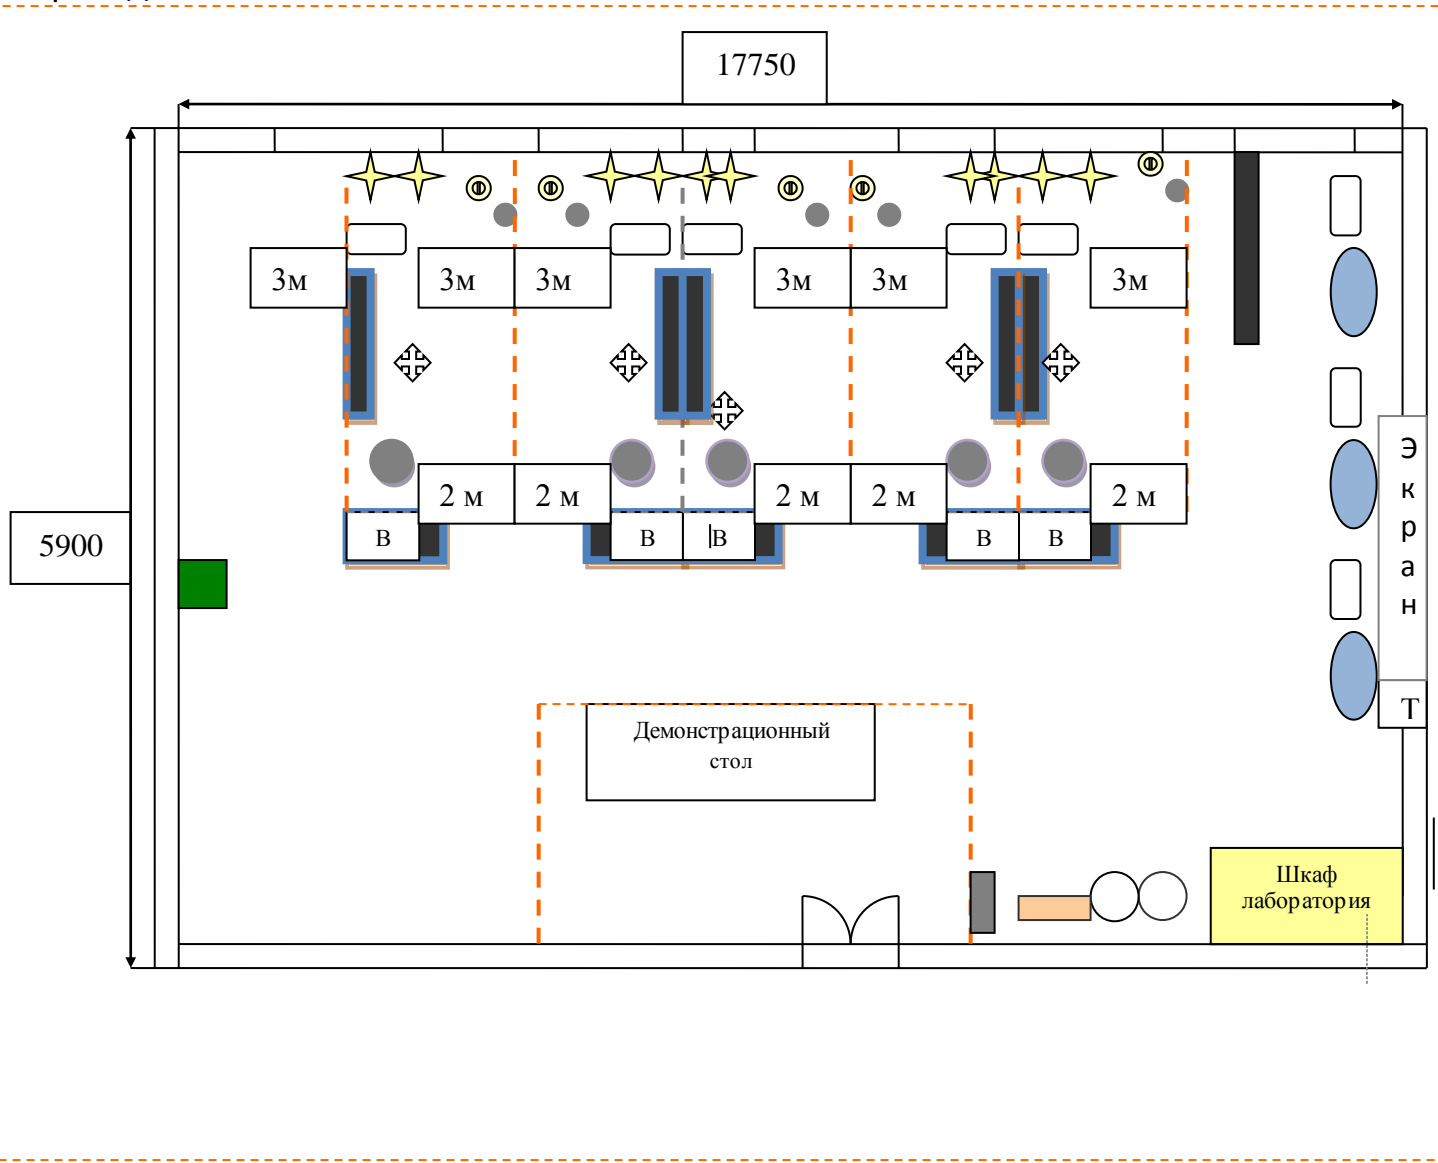 17750
3м
3м
3м
3м
3м
3м
2 м
2 м
2 м
2 м
2 м
В
В
В
В
В
5900
Э
к
р
а
н
Т
Демонстрационный
стол
Шкаф
лаборатория